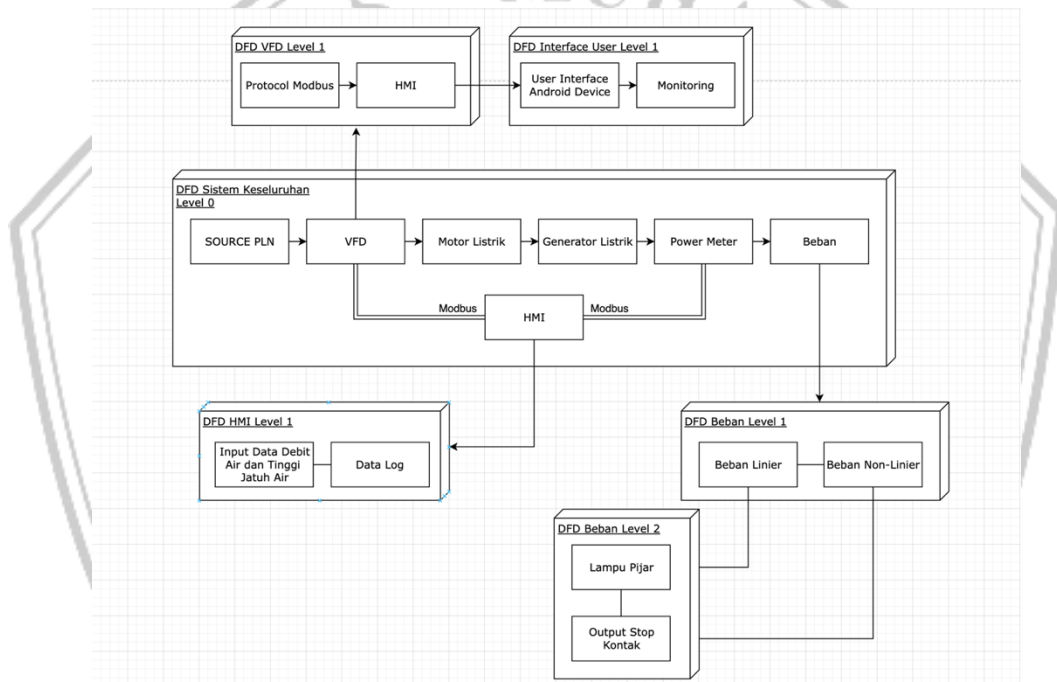 DFD VFD Level 1
Protocol Modbus
HMI
DFD Interface User Level 1
User Interface
Android Device
Monitoring
DFD Sistem Keseluruhan
Level 0
SOURCE PLN
VFD
Motor Listrik
Generator Listrik
Power Meter
Beban
Modbus
HMI
Modbus
DFD HMI Level 1
Input Data Debit
Air dan Tinggi
Jatuh Air
Data Log
DFD Beban Level 1
Beban Linier
Beban Non-Linier
DFD Beban Level 2
Lampu Pijar
Output Stop
Kontak